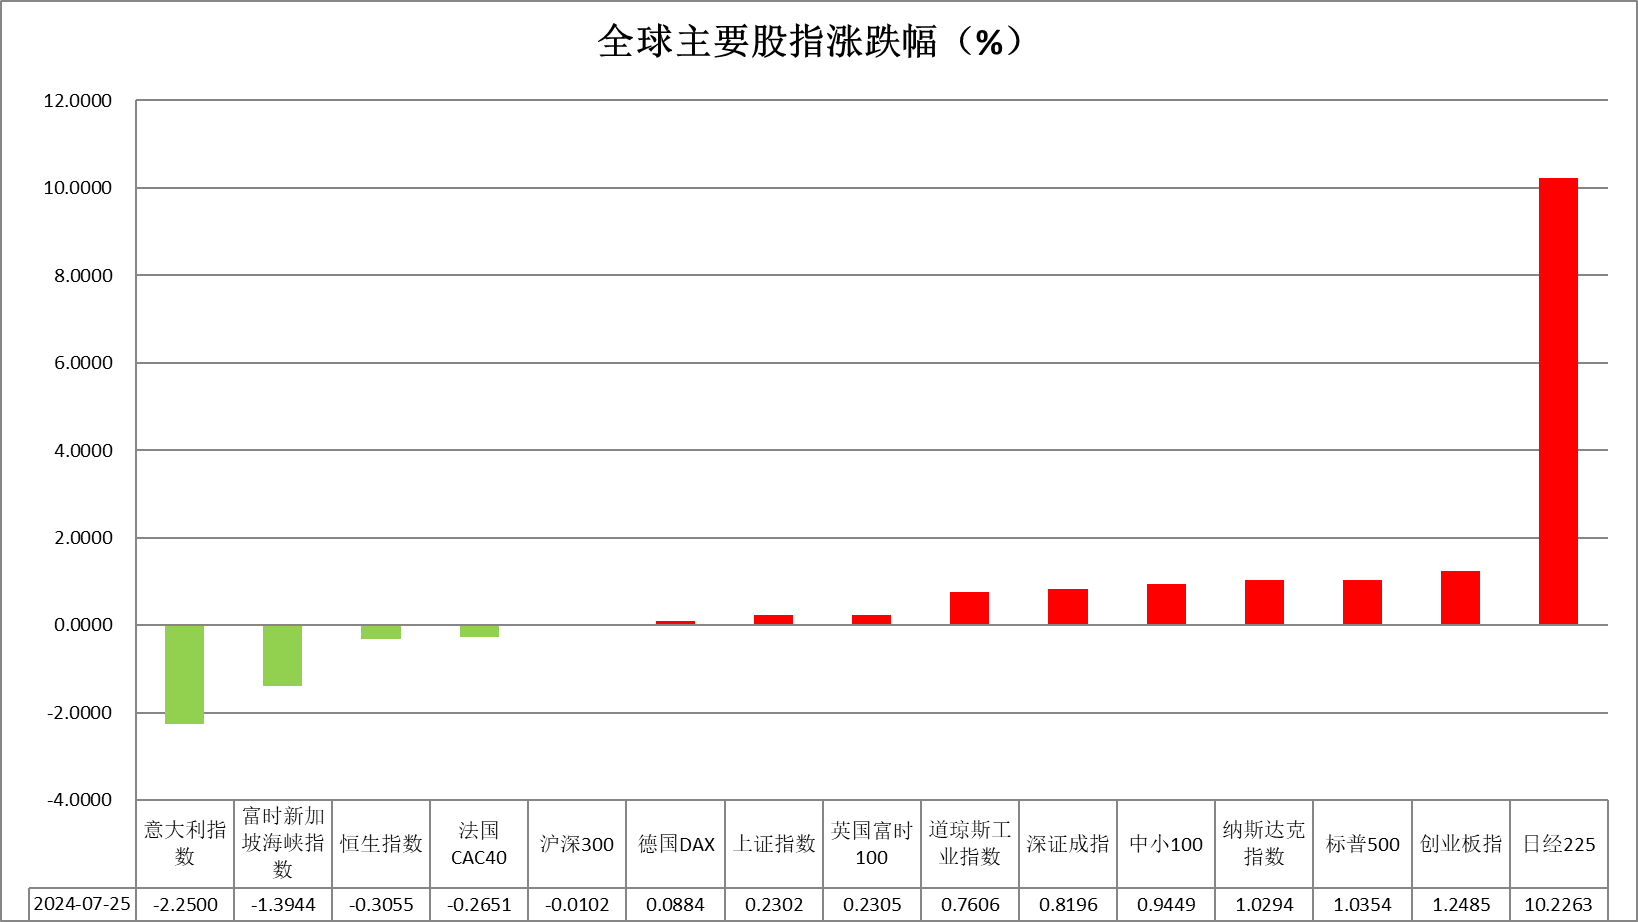 全球主要股指涨跌幅（%）
12.0000
10.0000
8.0000
6.0000
4.0000
2.0000
0.0000
-2.0000
-4.0000
意大利指
数
富时新加
坡海峡指
数
恒生指数
法国
CAC40
沪深300
德国DAX
上证指数
英国富时
100
道琼斯工
业指数
深证成指
中小100
纳斯达克
指数
标普500
创业板指
日经225
2024-07-25 -2.2500 -1.3944 -0.3055 -0.2651 -0.0102 0.0884 0.2302 0.2305 0.7606 0.8196 0.9449 1.0294 1.0354 1.2485 10.2263